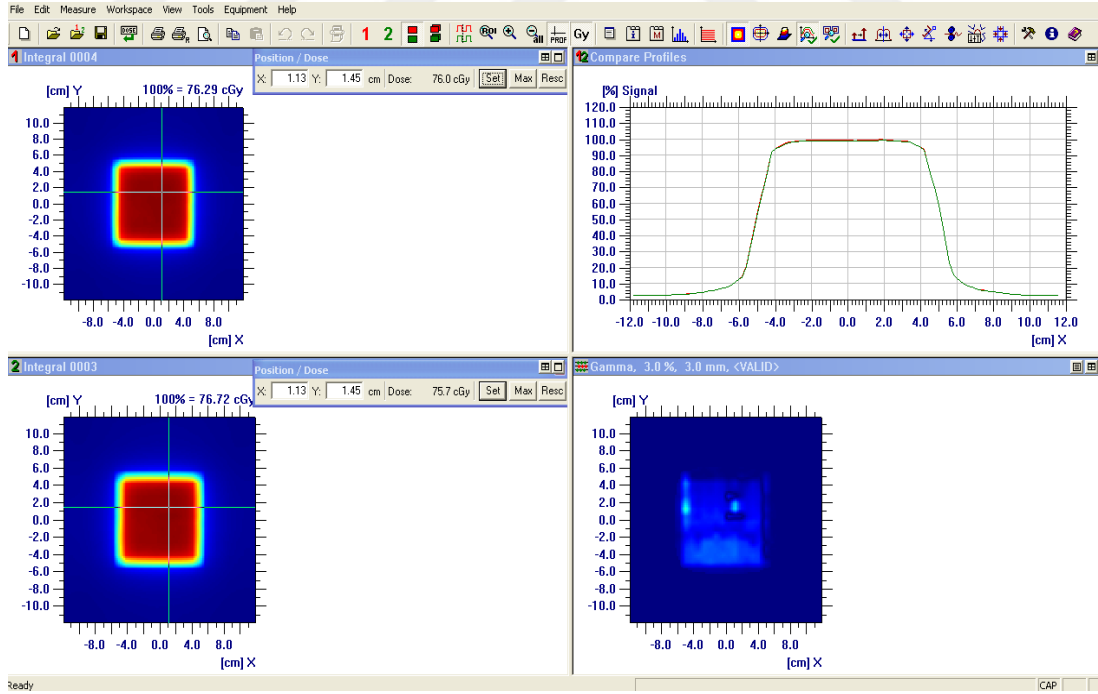 File Edit Measure Workspace View Tools Equipment Help
DOSE R 1 2 ROI all PROF Gy I M
1 Integral 0004
Position / Dose
X: 1.13 Y: 1.45 cm Dose: 76.0 cGy Set Max Resc
[cm] Y 100% = 76.29 cGy
10.0
8.0
6.0
4.0
2.0
0.0
-2.0
-4.0
-6.0
-8.0
-10.0
-8.0 -4.0 0.0 4.0 8.0
[cm] X
12 Compare Profiles
[%] Signal
120.0
110.0
100.0
90.0
80.0
70.0
60.0
50.0
40.0
30.0
20.0
10.0
0.0
-12.0 -10.0 -8.0 -6.0 -4.0 -2.0 0.0 2.0 4.0 6.0 8.0 10.0 12.0
[cm] X
2 Integral 0003
Position / Dose
X: 1.13 Y: 1.45 cm Dose: 75.7 cGy Set Max Resc
[cm] Y 100% = 76.72 cGy
10.0
8.0
6.0
4.0
2.0
0.0
-2.0
-4.0
-6.0
-8.0
-10.0
-8.0 -4.0 0.0 4.0 8.0
[cm] X
Gamma, 3.0 %, 3.0 mm, <VALID>
[cm] Y
10.0
8.0
6.0
4.0
2.0
0.0
-2.0
-4.0
-6.0
-8.0
-10.0
-8.0 -4.0 0.0 4.0 8.0
[cm] X
Ready CAP